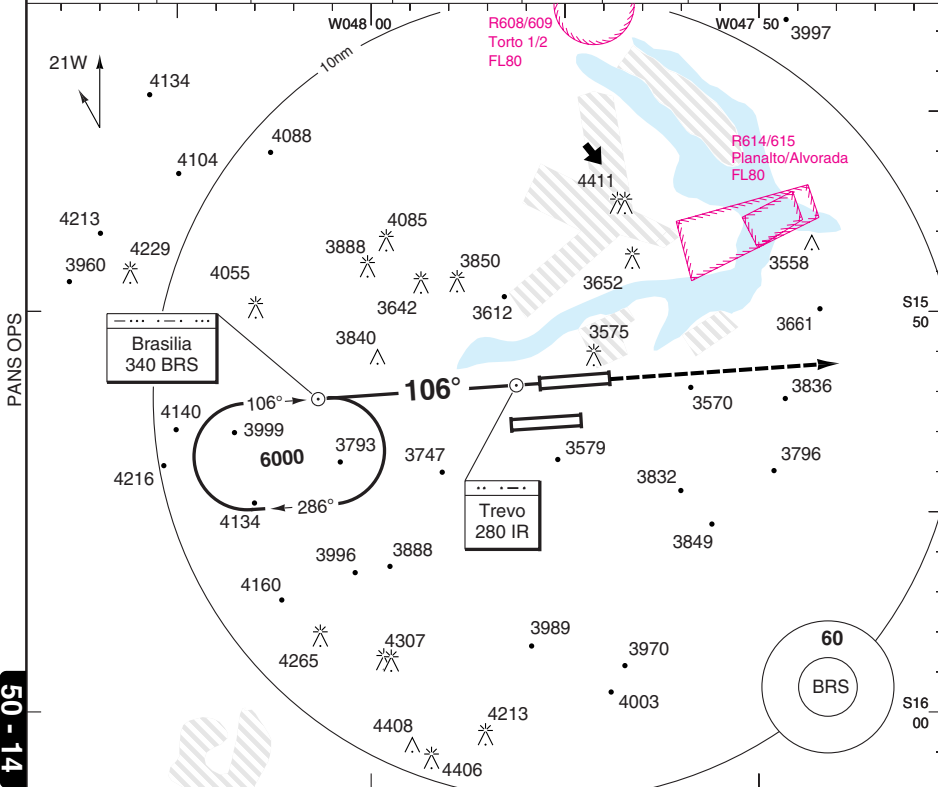 W048 00
R608/609
Torto 1/2
FL80
W047 50
3997
10nm
21W
4134
4088
4104
R614/615
Planalto/Alvorada
FL80
4411
4213
4229
4085
3888
3850
3960
4055
3642
3612
3652
3558
3661
S15
50
3575
3840
Brasilia
340 BRS
PANS OPS
106°
106°
3570
3836
4140
3999
6000
3793
3747
3579
3796
4216
3832
4134
286°
Trevo
280 IR
3849
3996
3888
4160
4265
4307
3989
3970
4003
60
BRS
S16
00
4213
4408
4406
50 - 14